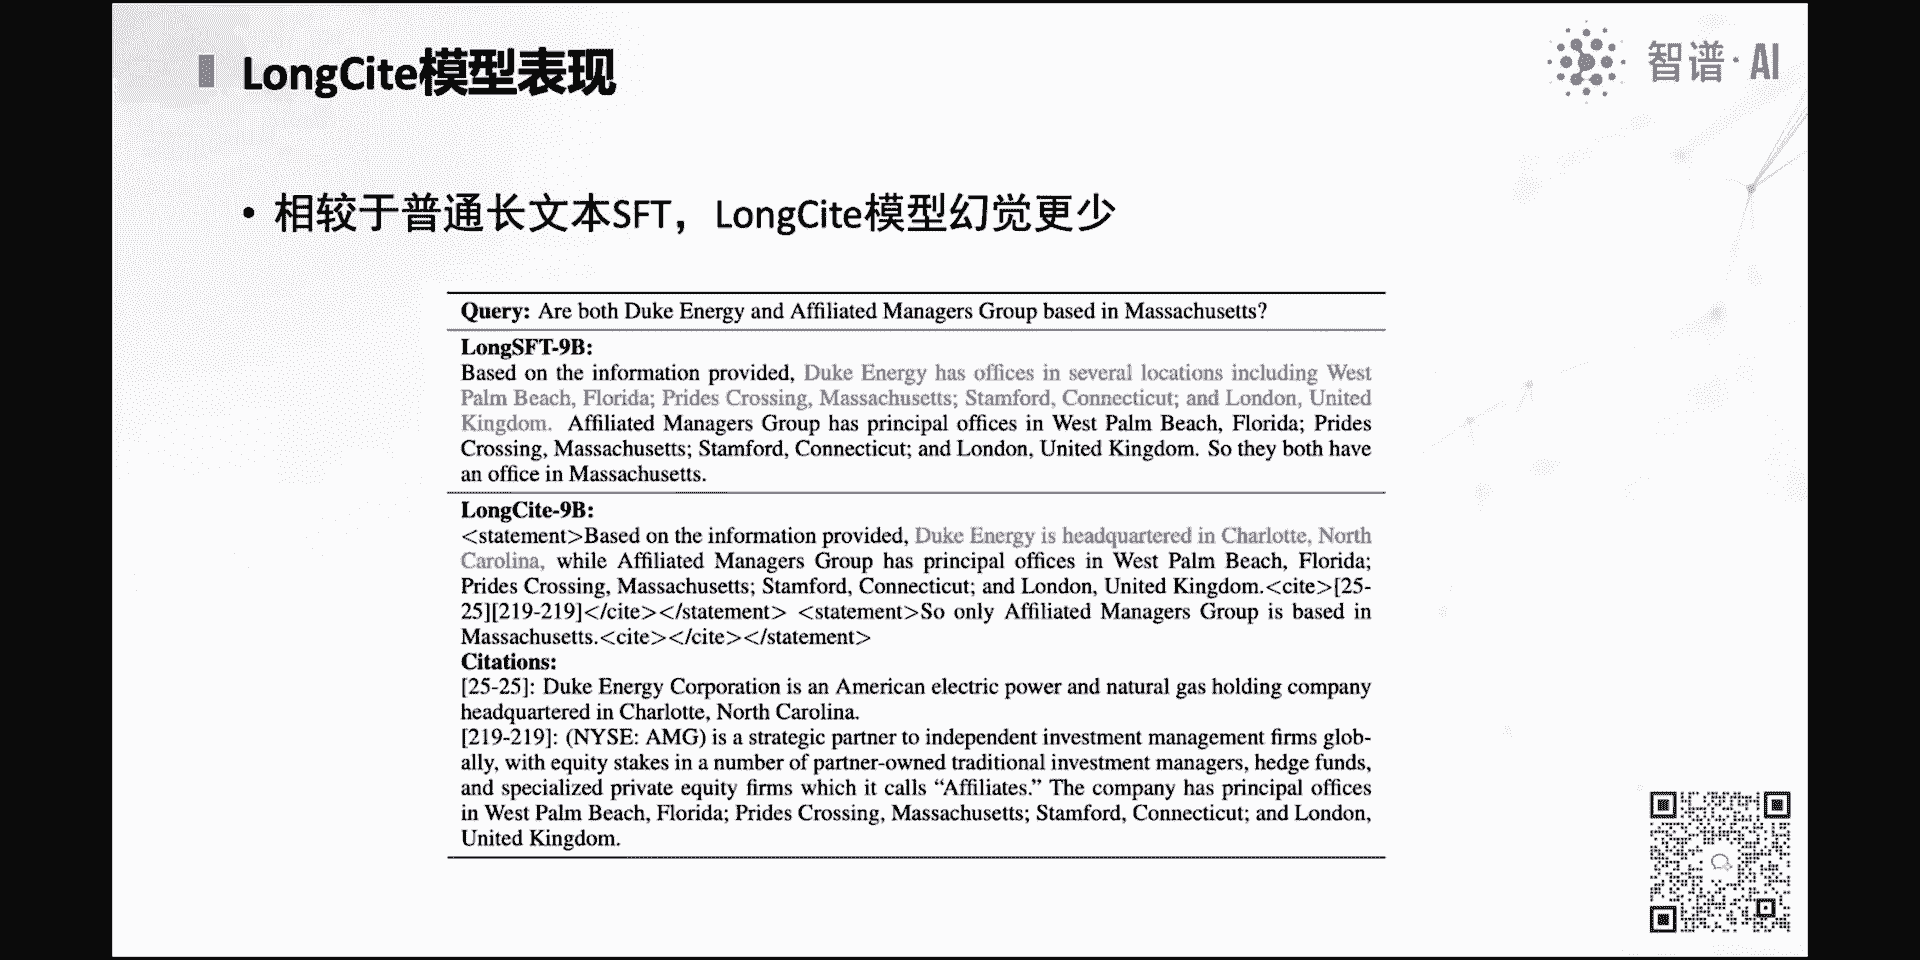 LongCite模型表现
智谱·AI
• 相较于普通长文本SFT，LongCite模型幻觉更少
Query: Are both Duke Energy and Affiliated Managers Group based in Massachusetts?
LongSFT-9B:
Based on the information provided, Duke Energy has offices in several locations including West
Palm Beach, Florida; Prides Crossing, Massachusetts; Stamford, Connecticut; and London, United
Kingdom. Affiliated Managers Group has principal offices in West Palm Beach, Florida; Prides
Crossing, Massachusetts; Stamford, Connecticut; and London, United Kingdom. So they both have
an office in Massachusetts.
LongCite-9B:
<statement>Based on the information provided, Duke Energy is headquartered in Charlotte, North
Carolina, while Affiliated Managers Group has principal offices in West Palm Beach, Florida;
Prides Crossing, Massachusetts; Stamford, Connecticut; and London, United Kingdom.<cite>[25-
25][219-219]</cite></statement> <statement>So only Affiliated Managers Group is based in
Massachusetts.<cite></cite></statement>
Citations:
[25-25]: Duke Energy Corporation is an American electric power and natural gas holding company
headquartered in Charlotte, North Carolina.
[219-219]: (NYSE: AMG) is a strategic partner to independent investment management firms glob-
ally, with equity stakes in a number of partner-owned traditional investment managers, hedge funds,
and specialized private equity firms which it calls “Affiliates.” The company has principal offices
in West Palm Beach, Florida; Prides Crossing, Massachusetts; Stamford, Connecticut; and London,
United Kingdom.